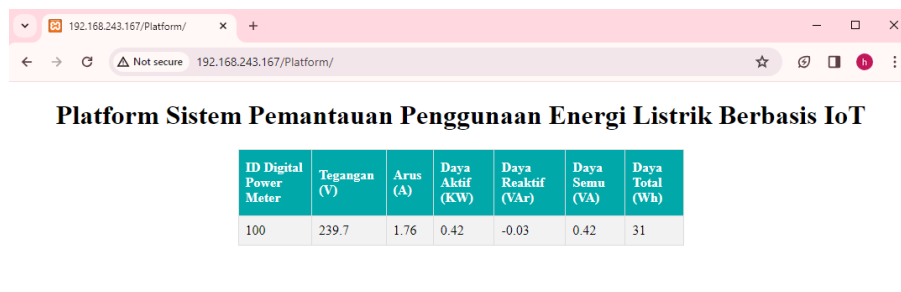 192.168.243.167/Platform/
Not secure 192.168.243.167/Platform/
h
Platform Sistem Pemantauan Penggunaan Energi Listrik Berbasis IoT
ID Digital Power Meter Tegangan (V) Arus (A) Daya Aktif (KW) Daya Reaktif (VAr) Daya Semu (VA) Daya Total (Wh)
100 239.7 1.76 0.42 -0.03 0.42 31